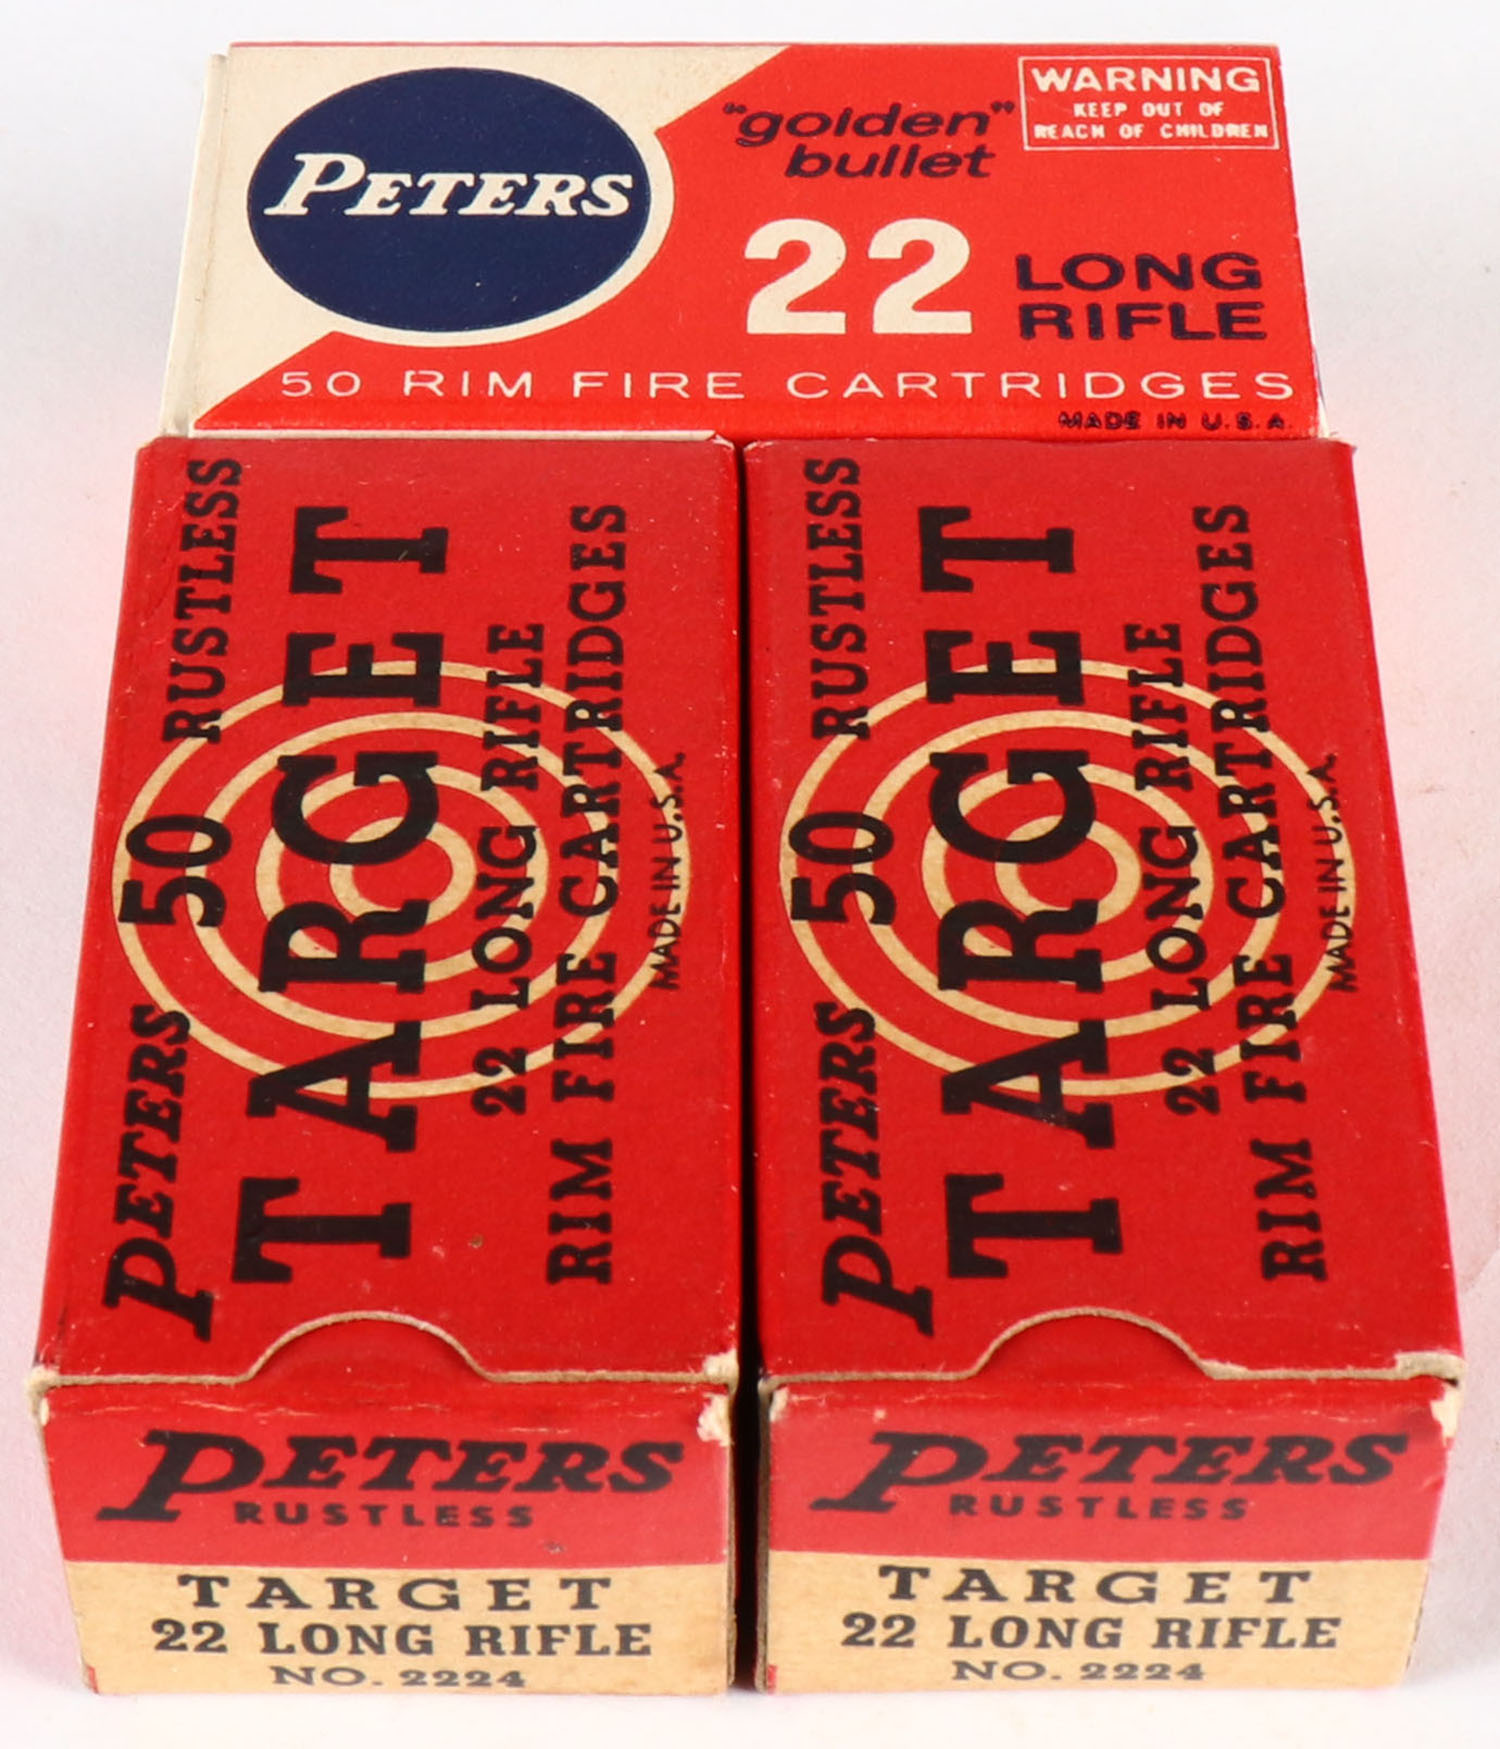 PETERS
"golden"
bullet
22 LONG
RIFLE
50 RIM FIRE CARTRIDGES
MADE IN U.S.A.
WARNING
KEEP OUT OF
REACH OF CHILDREN
PETERS 50 RUSTLESS
TARGET
22 LONG RIFLE
RIM FIRE CARTRIDGES
MADE IN U.S.A.
PETERS
RUSTLESS
TARGET
22 LONG RIFLE
NO. 2224
PETERS 50 RUSTLESS
TARGET
22 LONG RIFLE
RIM FIRE CARTRIDGES
MADE IN U.S.A.
PETERS
RUSTLESS
TARGET
22 LONG RIFLE
NO. 2224